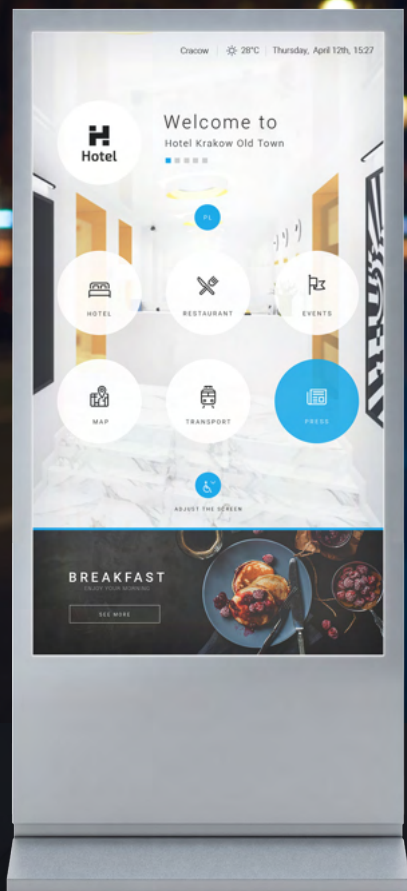 Cracow 28°C Thursday, April 12th, 15:27
H
Hotel
Welcome to
Hotel Krakow Old Town
PL
HOTEL
RESTAURANT
EVENTS
MAP
TRANSPORT
PRESS
ADJUST THE SCREEN
BREAKFAST
ENJOY YOUR MORNING
SEE MORE